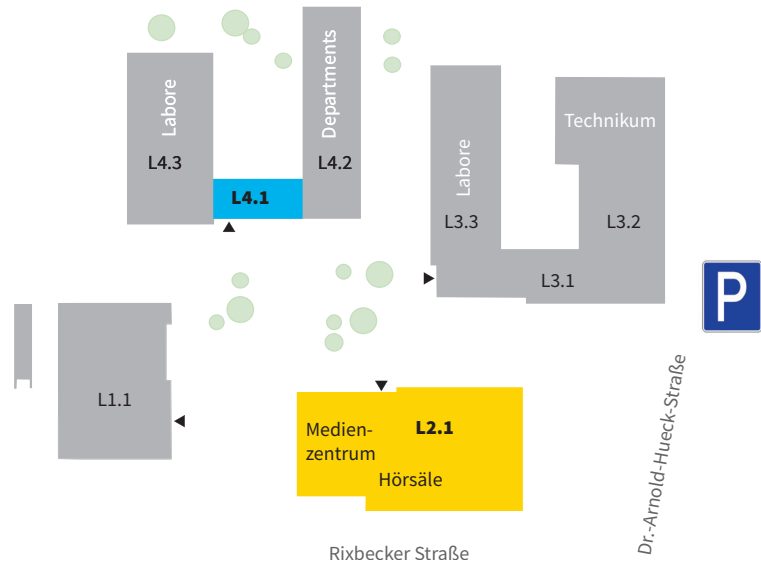 Labore
L4.3
Departments
L4.2
L4.1
Labore
L3.3
Technikum
L3.2
L3.1
P
L1.1
Medien-
zentrum
L2.1
Hörsäle
Dr.-Arnold-Hueck-Straße
Rixbecker Straße